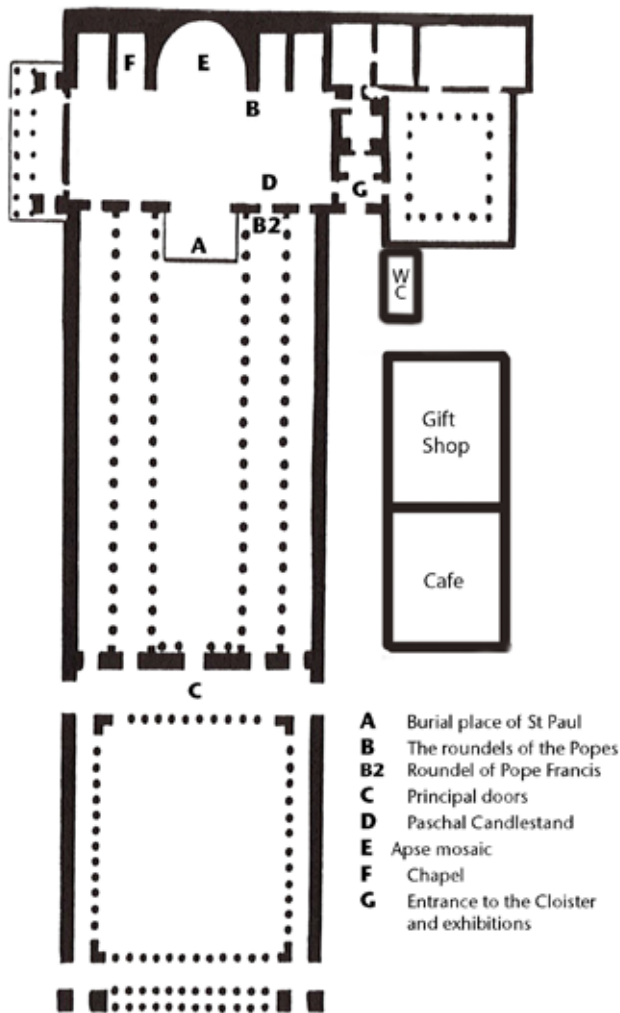 F
E
B
D
G
B2
A
W
C
Gift
Shop
Cafe
C
A Burial place of St Paul
B The roundels of the Popes
B2 Roundel of Pope Francis
C Principal doors
D Paschal Candlestand
E Apse mosaic
F Chapel
G Entrance to the Cloister
and exhibitions